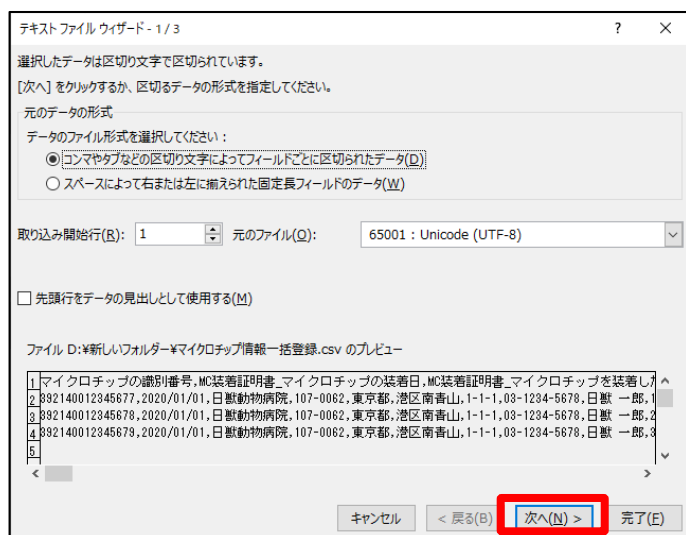 テキスト ファイル ウィザード - 1 / 3 ? ×
選択したデータは区切り文字で区切られています。
[次へ] をクリックするか、区切るデータの形式を指定してください。
元のデータの形式
データのファイル形式を選択してください：
コンマやタブなどの区切り文字によってフィールドごとに区切られたデータ(D)
スペースによって右または左に揃えられた固定長フィールドのデータ(W)
取り込み開始行(R): 1 元のファイル(O): 65001 : Unicode (UTF-8)
先頭行をデータの見出しとして使用する(M)
ファイル D:¥新しいフォルダー¥マイクロチップ情報一括登録.csv のプレビュー
1 マイクロチップの識別番号,MC装着証明書_マイクロチップの装着日,MC装着証明書_マイクロチップを装着した
2 392140012345677,2020/01/01,日獣動物病院,107-0062,東京都,港区南青山,1-1-1,03-1234-5678,日獣 一郎,1
3 392140012345678,2020/01/01,日獣動物病院,107-0062,東京都,港区南青山,1-1-1,03-1234-5678,日獣 一郎,2
4 392140012345679,2020/01/01,日獣動物病院,107-0062,東京都,港区南青山,1-1-1,03-1234-5678,日獣 一郎,3
5
キャンセル < 戻る(B) 次へ(N) > 完了(F)